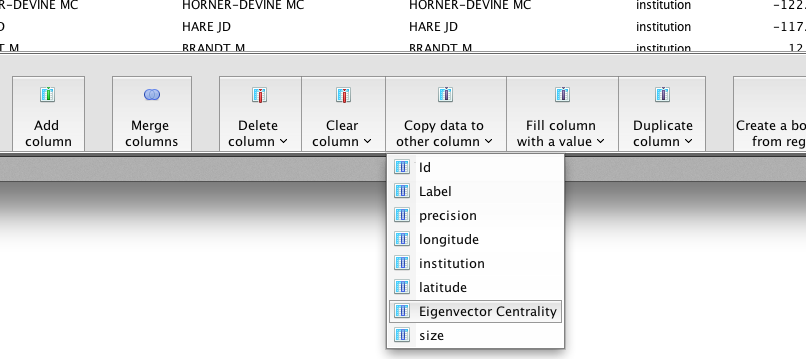 R-DEVINE MC HORNER-DEVINE MC HORNER-DEVINE MC institution -122.
D HARE JD HARE JD institution -117.
T M BRANDT M BRANDT M institution 12.
Add column
Merge columns
Delete column
Clear column
Copy data to other column
Fill column with a value
Duplicate column
Create a bo
from reg
Id
Label
precision
longitude
institution
latitude
Eigenvector Centrality
size